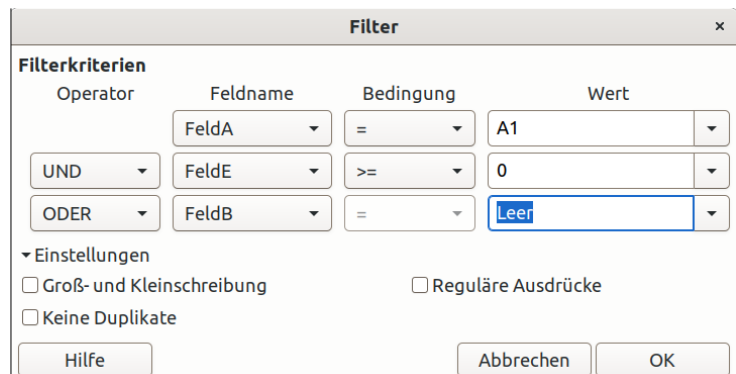 Filter ×
Filterkriterien
Operator Feldname Bedingung Wert
FeldA = A1
UND FeldE >= 0
ODER FeldB = Leer
Einstellungen
Groß- und Kleinschreibung Reguläre Ausdrücke
Keine Duplikate
Hilfe Abbrechen OK